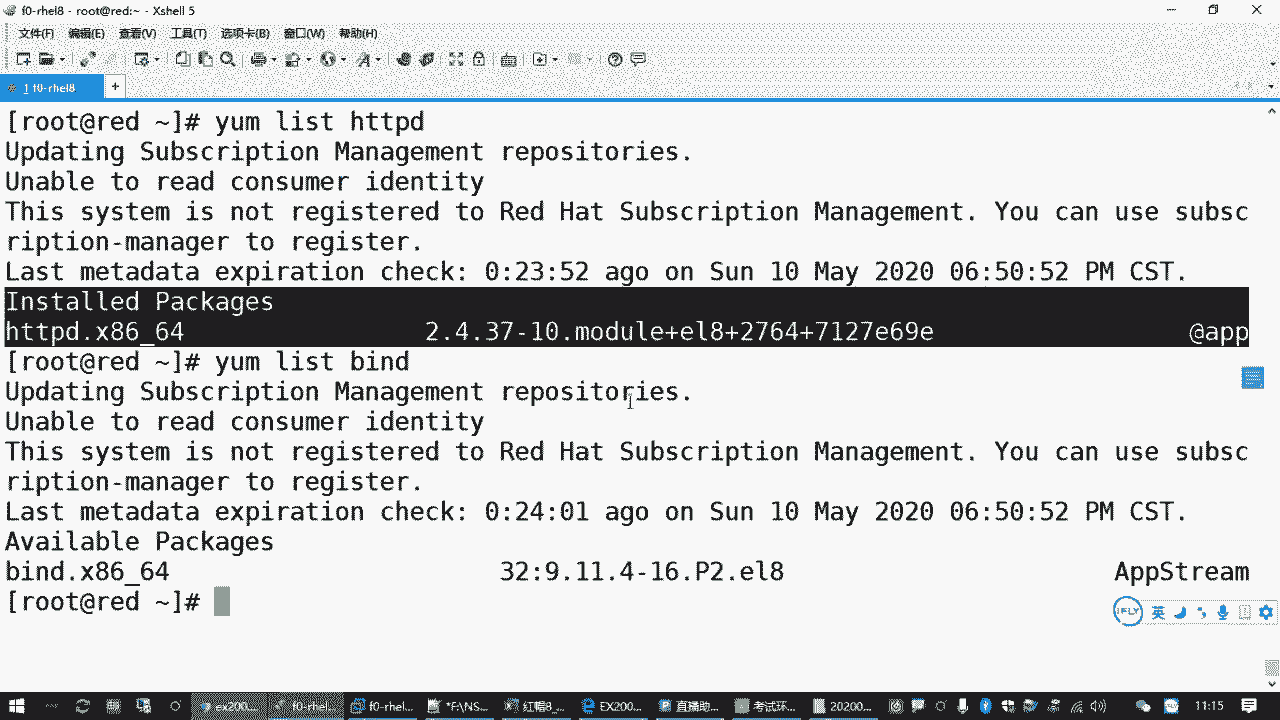 f0-rhel8 - root@red:~ - Xshell 5
文件(F) 编辑(E) 查看(V) 工具(T) 选项卡(B) 窗口(W) 帮助(H)
1 f0-rhel8 +
[root@red ~]# yum list httpd
Updating Subscription Management repositories.
Unable to read consumer identity
This system is not registered to Red Hat Subscription Management. You can use subsc
ription-manager to register.
Last metadata expiration check: 0:23:52 ago on Sun 10 May 2020 06:50:52 PM CST.
Installed Packages
httpd.x86_64 2.4.37-10.module+el8+2764+7127e69e @app
[root@red ~]# yum list bind
Updating Subscription Management repositories.
Unable to read consumer identity
This system is not registered to Red Hat Subscription Management. You can use subsc
ription-manager to register.
Last metadata expiration check: 0:24:01 ago on Sun 10 May 2020 06:50:52 PM CST.
Available Packages
bind.x86_64 32:9.11.4-16.P2.el8 AppStream
[root@red ~]#
iFLY 英
ex200... f0-rhel... f0-rhel... *F:\NS... 红帽8_... EX200... 直播助... 考试环... 20200... 11:15